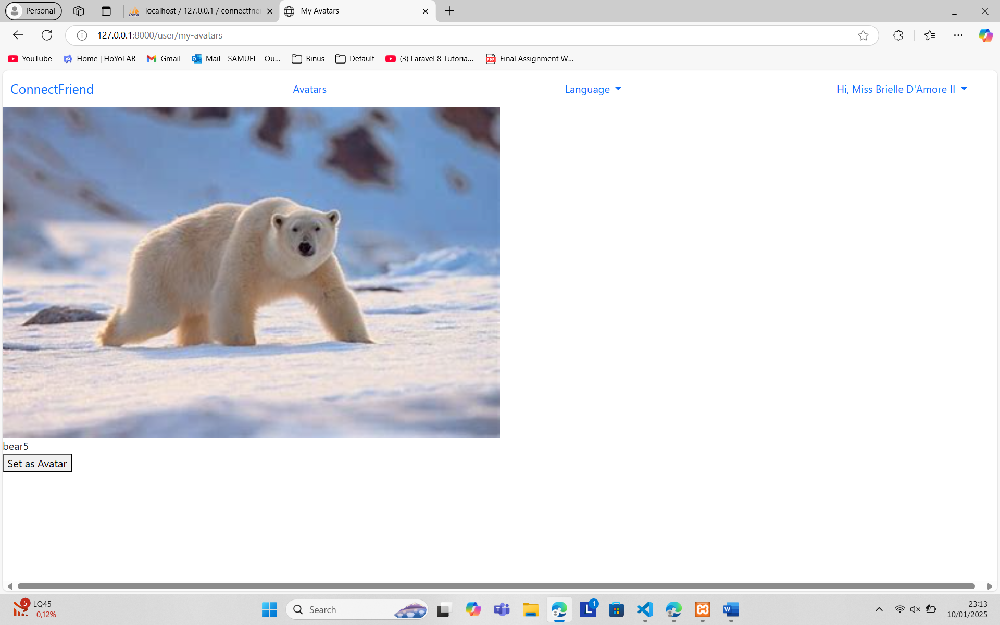 Personal
PMA
localhost / 127.0.0.1 / connectfrie
My Avatars
127.0.0.1:8000/user/my-avatars
YouTube
Home | HoYoLAB
Gmail
Mail - SAMUEL - Ou...
Binus
Default
(3) Laravel 8 Tutoria...
PDF
Final Assignment W...
ConnectFriend
Avatars
Language
Hi, Miss Brielle D'Amore II
bear5
Set as Avatar
5
LQ45
-0,12%
Search
L
1
W
23:13
10/01/2025